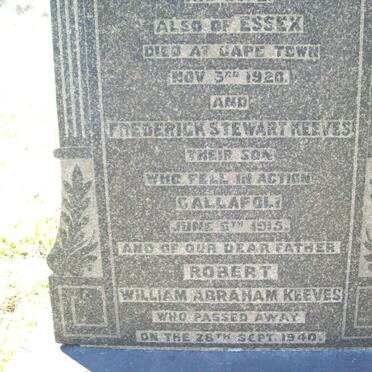 ALSO OF ESSEX
DIED AT CAPE TOWN
NOV 3RD 1920.
AND
FREDERICK STEWART KEEVES
THEIR SON
WHO FELL IN ACTION
GALLAPOLI
JUNE 6TH 1915.
AND OF OUR DEAR FATHER
ROBERT
WILLIAM ABRAHAM KEEVES
WHO PASSED AWAY
ON THE 28TH SEPT. 1940.